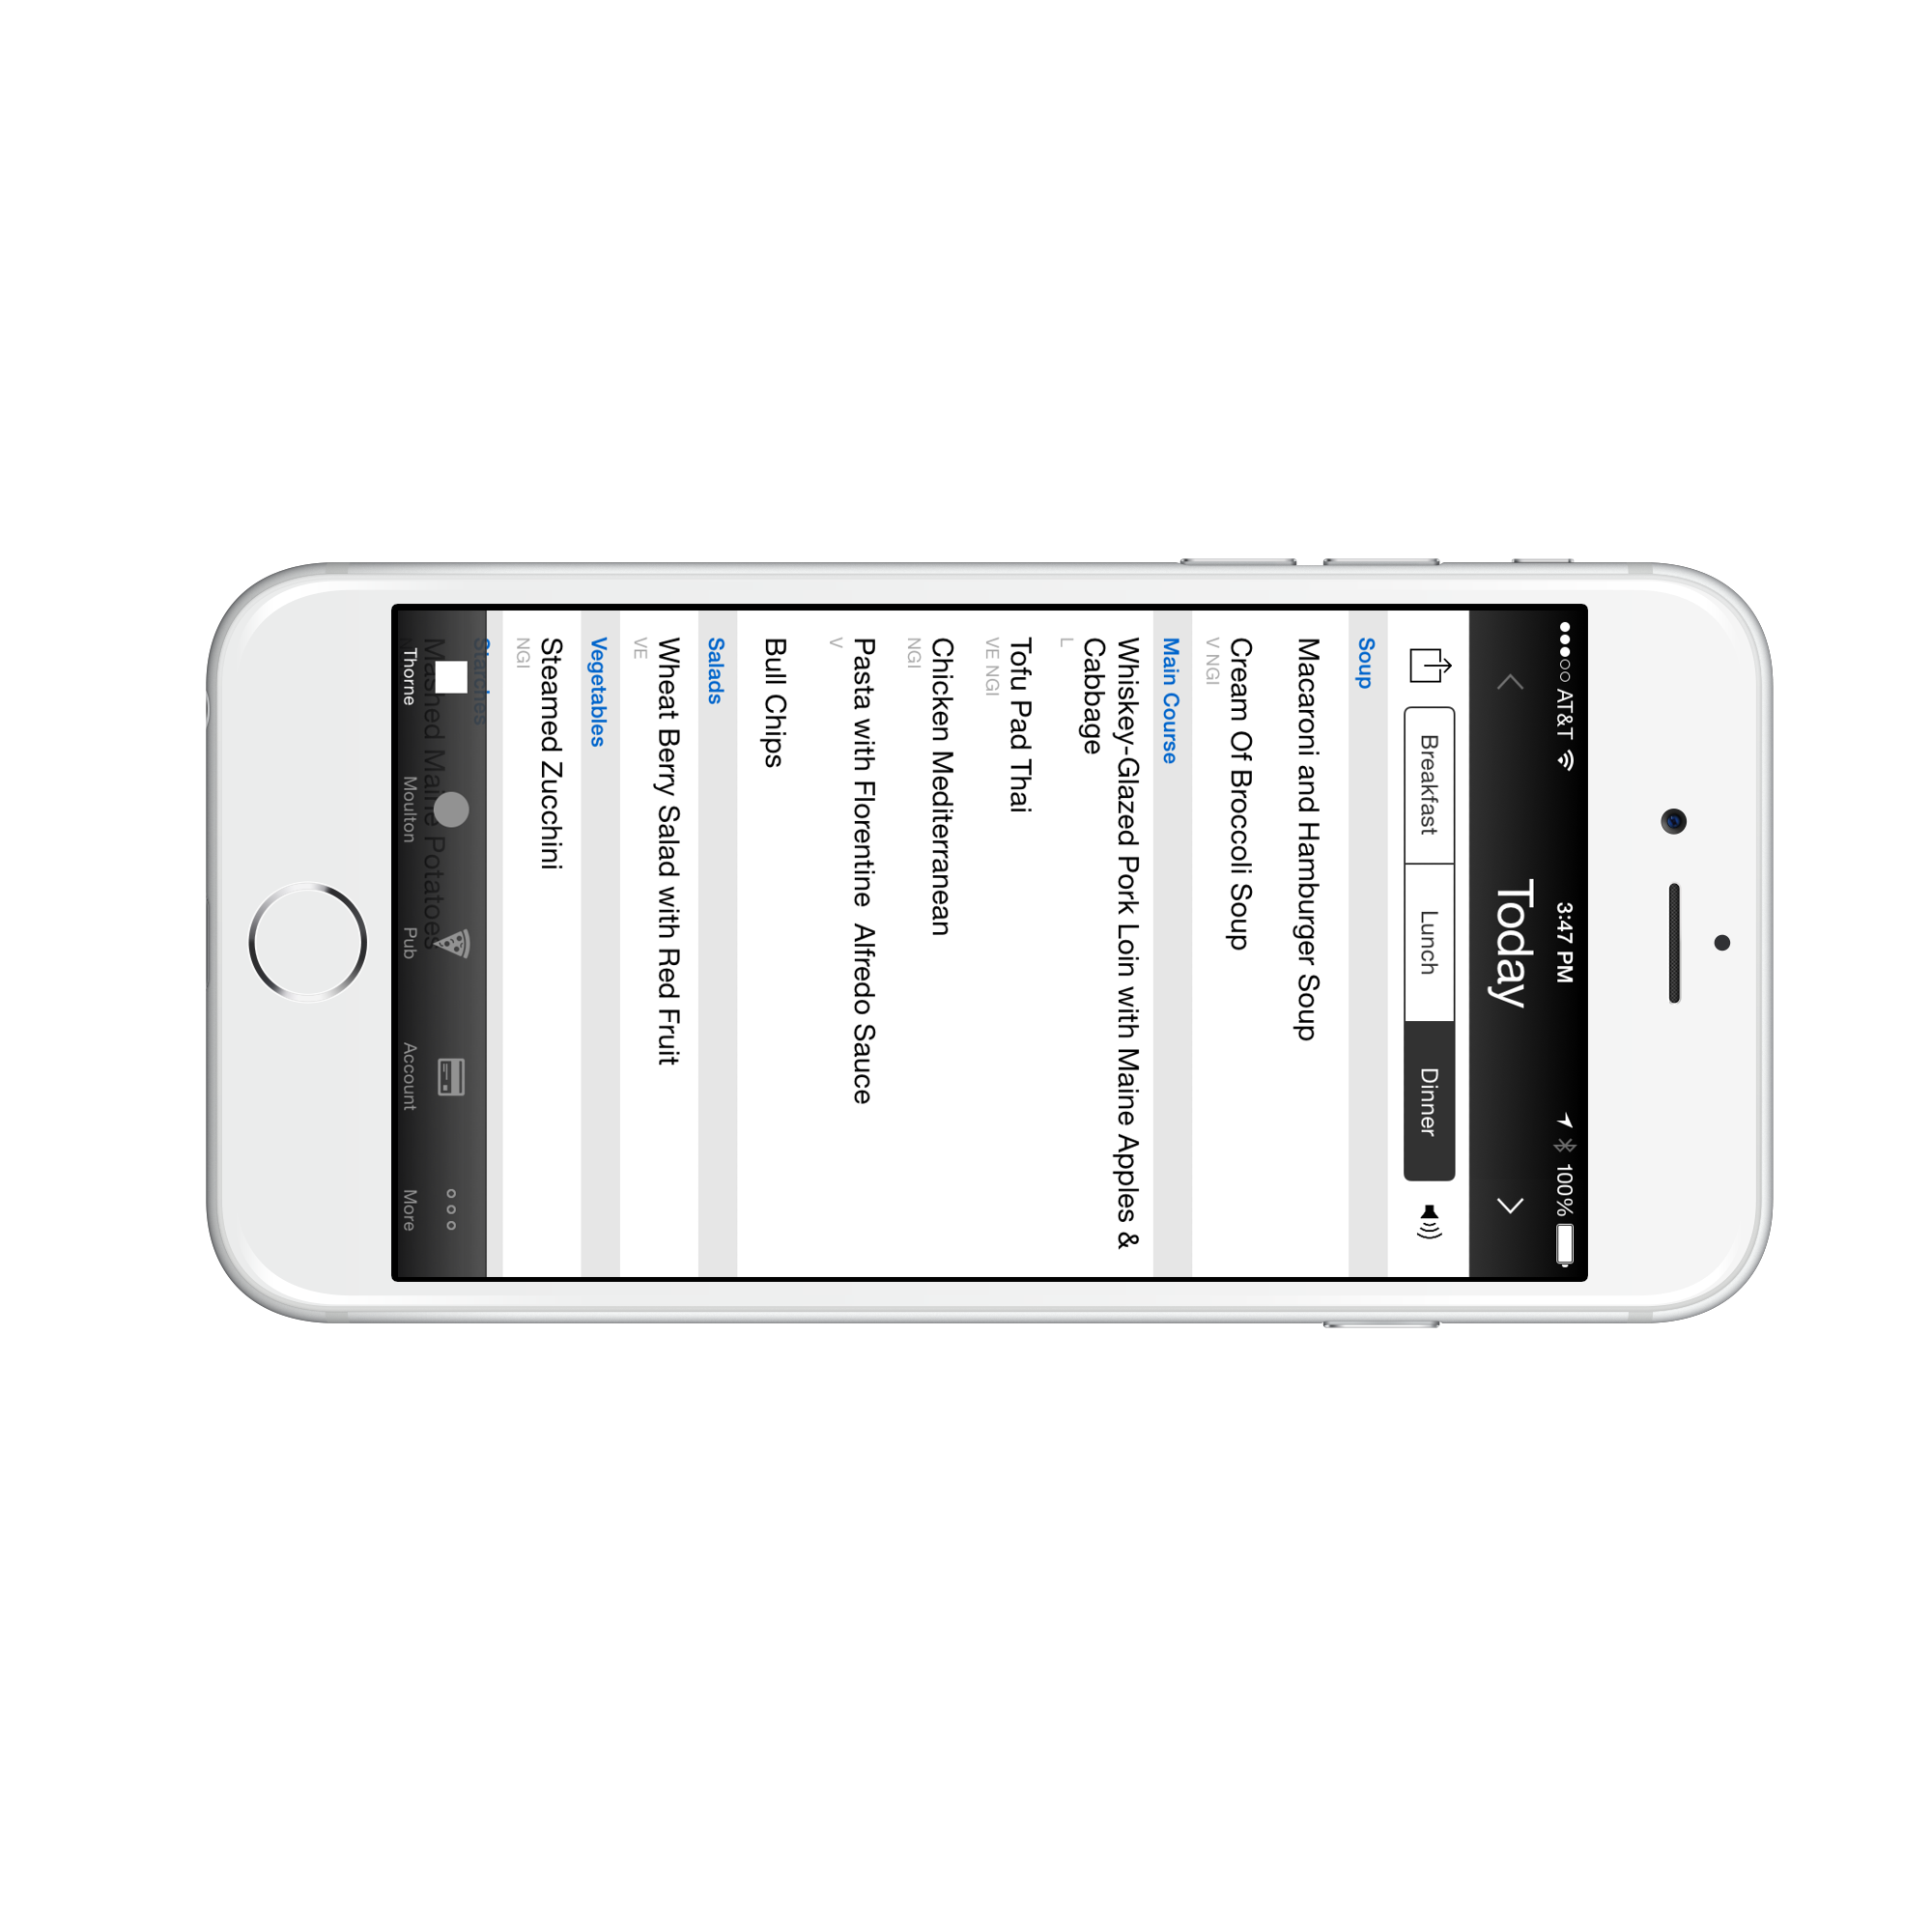 AT&T 3:47 PM 100%
Today
Breakfast Lunch Dinner
Soup
Macaroni and Hamburger Soup
Cream Of Broccoli Soup
V NGI
Main Course
Whiskey-Glazed Pork Loin with Maine Apples &
Cabbage
L
Tofu Pad Thai
VE NGI
Chicken Mediterranean
NGI
Pasta with Florentine  Alfredo Sauce
V
Bull Chips
Salads
Wheat Berry Salad with Red Fruit
VE
Vegetables
Steamed Zucchini
NGI
Starches
Mashed Maine Potatoes
Thorne Moulton Pub Account More